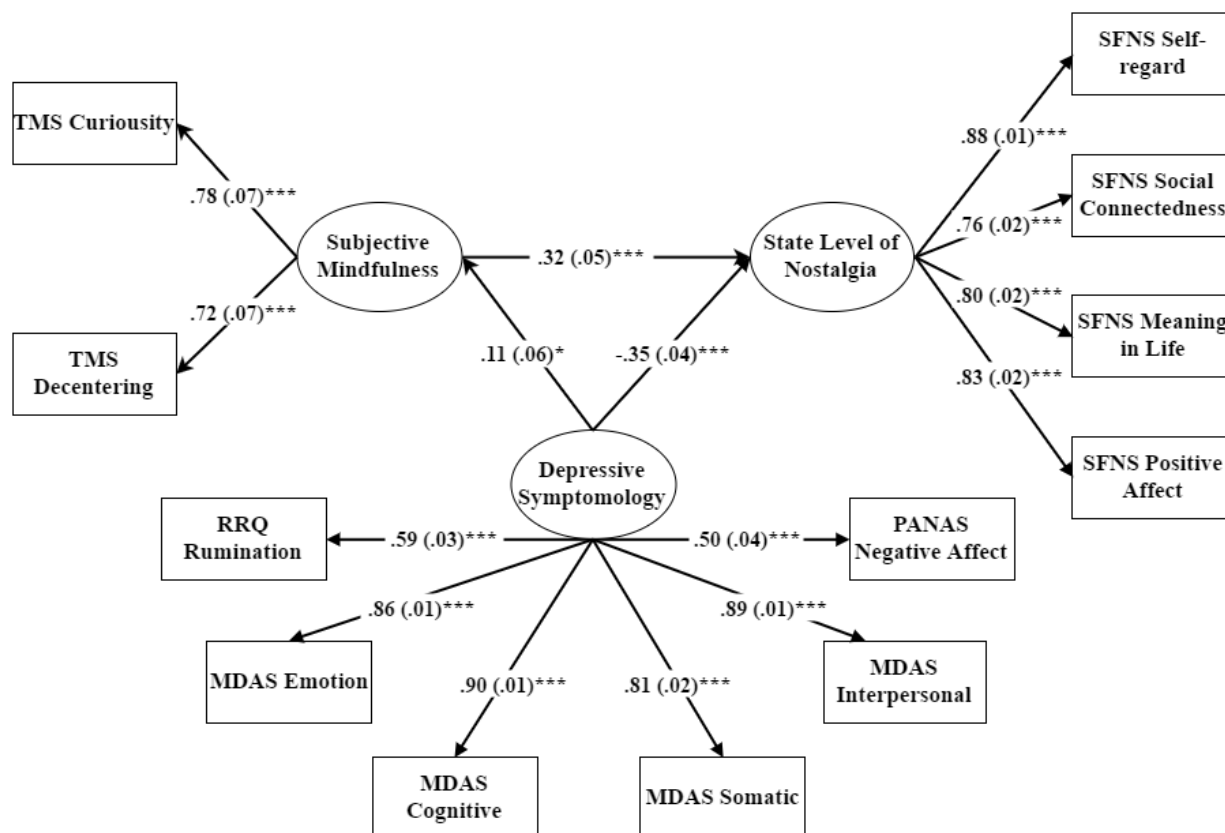 SFNS Self-
regard
TMS Curiousity
.88 (.01)***
.78 (.07)***
SFNS Social
Connectedness
.76 (.02)***
Subjective
Mindfulness
.32 (.05)***
State Level of
Nostalgia
.80 (.02)***
.72 (.07)***
SFNS Meaning
in Life
TMS
Decentering
.11 (.06)*
-.35 (.04)***
.83 (.02)***
Depressive
Symptomology
SFNS Positive
Affect
RRQ
Rumination
.59 (.03)***
.50 (.04)***
PANAS
Negative Affect
.86 (.01)***
.89 (.01)***
MDAS Emotion
MDAS
Interpersonal
.90 (.01)***
.81 (.02)***
MDAS
Cognitive
MDAS Somatic